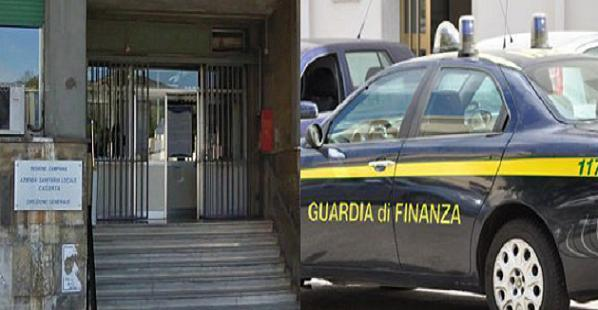 REGIONE CAMPANIA
AZIENDA SANITARIA LOCALE
CASERTA
DIREZIONE GENERALE
117
GUARDIA di FINANZA